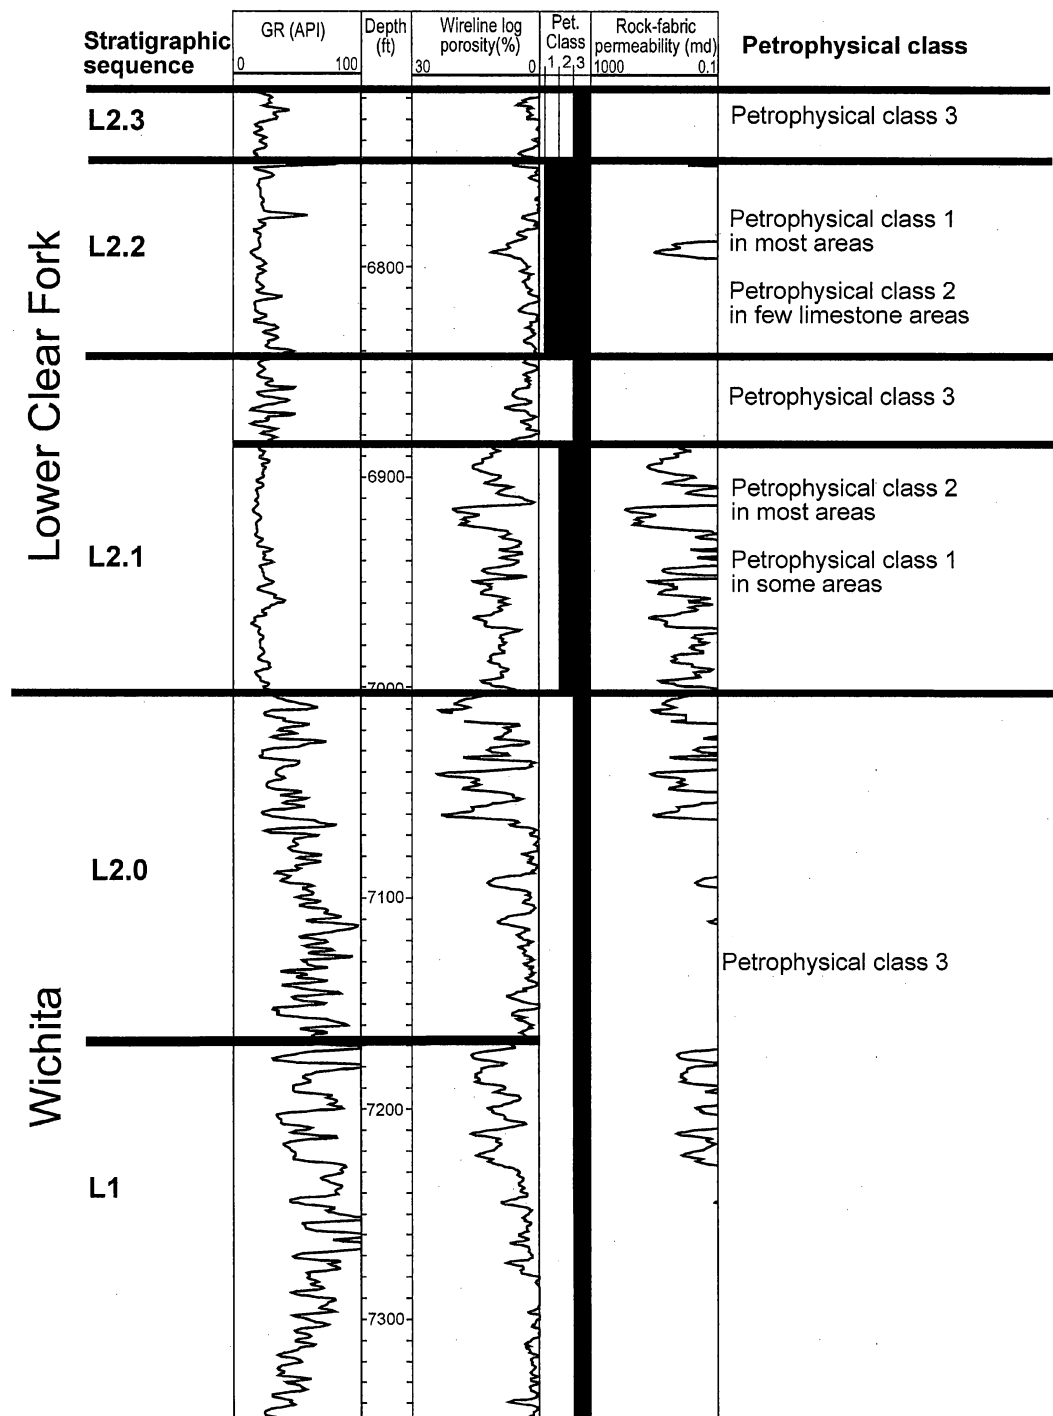 Stratigraphic
sequence
GR (API)
0 100
Depth
(ft)
Wireline log
porosity(%)
30 0
Pet.
Class
1 2 3
Rock-fabric
permeability (md)
1000 0.1
Petrophysical class
Lower Clear Fork
L2.3
Petrophysical class 3
L2.2
Petrophysical class 1
in most areas
6800
Petrophysical class 2
in few limestone areas
Petrophysical class 3
6900
L2.1
Petrophysical class 2
in most areas
Petrophysical class 1
in some areas
7000
Wichita
L2.0
7100
Petrophysical class 3
7200
L1
7300